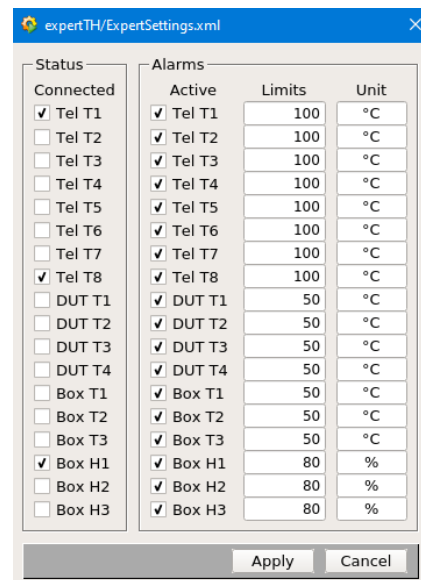 expertTH/ExpertSettings.xml
Status Alarms
Connected Active Limits Unit
Tel T1 Tel T1 100 °C
Tel T2 Tel T2 100 °C
Tel T3 Tel T3 100 °C
Tel T4 Tel T4 100 °C
Tel T5 Tel T5 100 °C
Tel T6 Tel T6 100 °C
Tel T7 Tel T7 100 °C
Tel T8 Tel T8 100 °C
DUT T1 DUT T1 50 °C
DUT T2 DUT T2 50 °C
DUT T3 DUT T3 50 °C
DUT T4 DUT T4 50 °C
Box T1 Box T1 50 °C
Box T2 Box T2 50 °C
Box T3 Box T3 50 °C
Box H1 Box H1 80 %
Box H2 Box H2 80 %
Box H3 Box H3 80 %
Apply Cancel